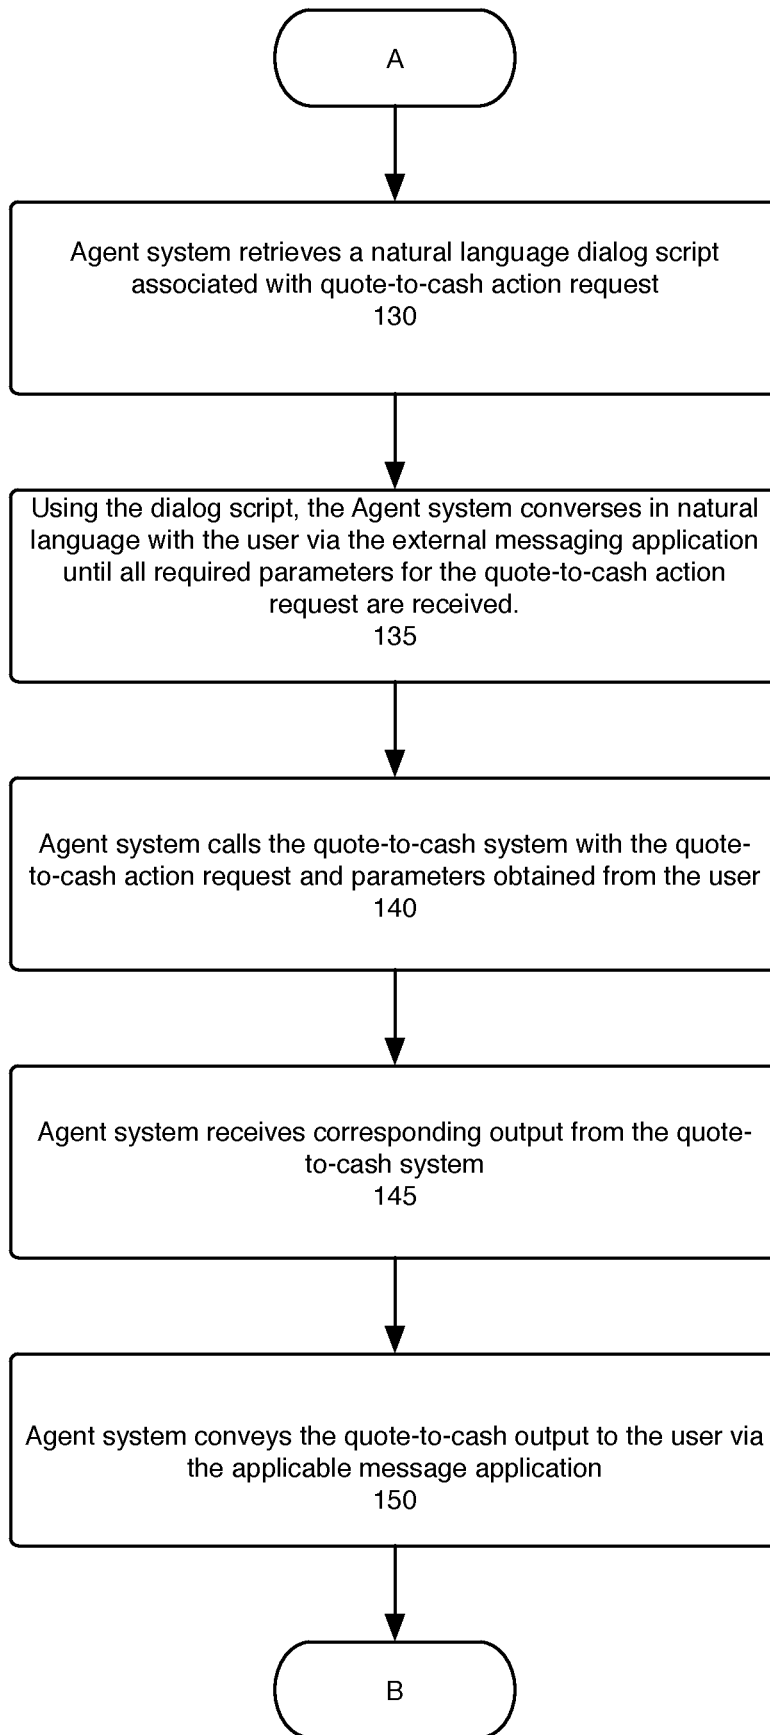 A
Agent system retrieves a natural language dialog script
associated with quote-to-cash action request
130
Using the dialog script, the Agent system converses in natural
language with the user via the external messaging application
until all required parameters for the quote-to-cash action
request are received.
135
Agent system calls the quote-to-cash system with the quote-
to-cash action request and parameters obtained from the user
140
Agent system receives corresponding output from the quote-
to-cash system
145
Agent system conveys the quote-to-cash output to the user via
the applicable message application
150
B